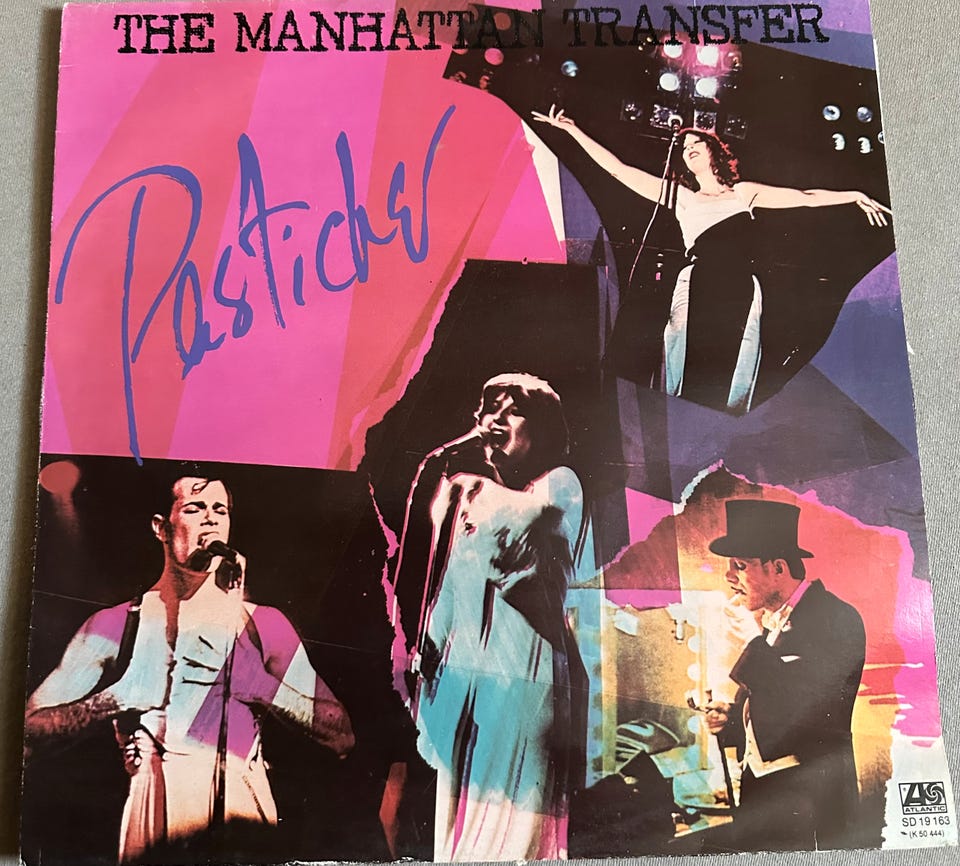 THE MANHATTAN TRANSFER
Pastiche
ATLANTIC
SD 19 163
(K 50 444)